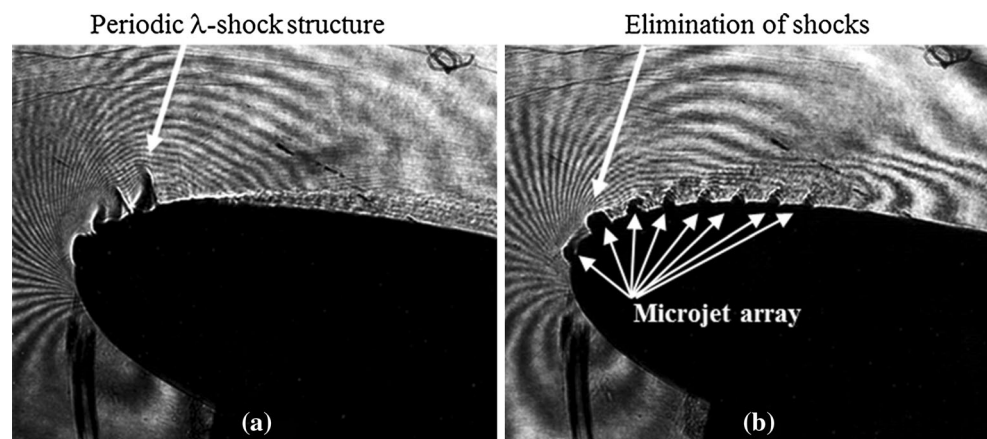 Periodic λ-shock structure
Elimination of shocks
Microjet array
(a)
(b)